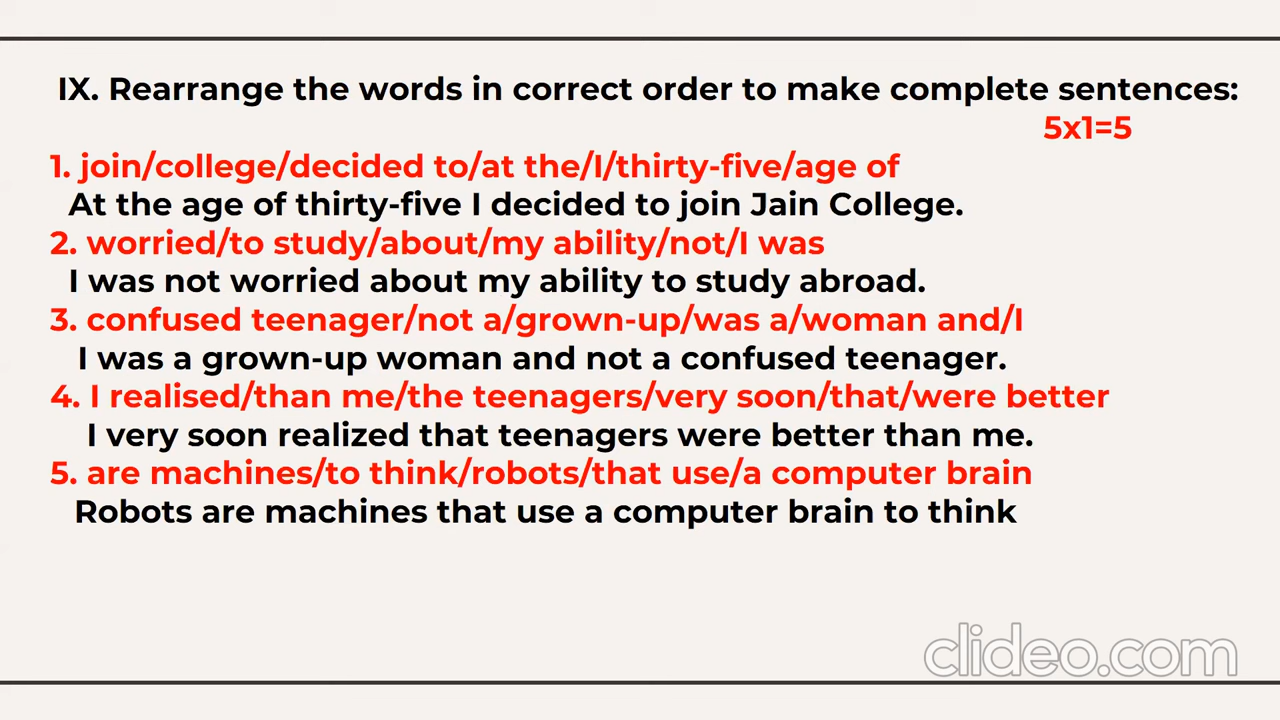 IX. Rearrange the words in correct order to make complete sentences:
5x1=5
1. join/college/decided to/at the/I/thirty-five/age of
At the age of thirty-five I decided to join Jain College.
2. worried/to study/about/my ability/not/I was
I was not worried about my ability to study abroad.
3. confused teenager/not a/grown-up/was a/woman and/I
I was a grown-up woman and not a confused teenager.
4. I realised/than me/the teenagers/very soon/that/were better
I very soon realized that teenagers were better than me.
5. are machines/to think/robots/that use/a computer brain
Robots are machines that use a computer brain to think
clideo.com